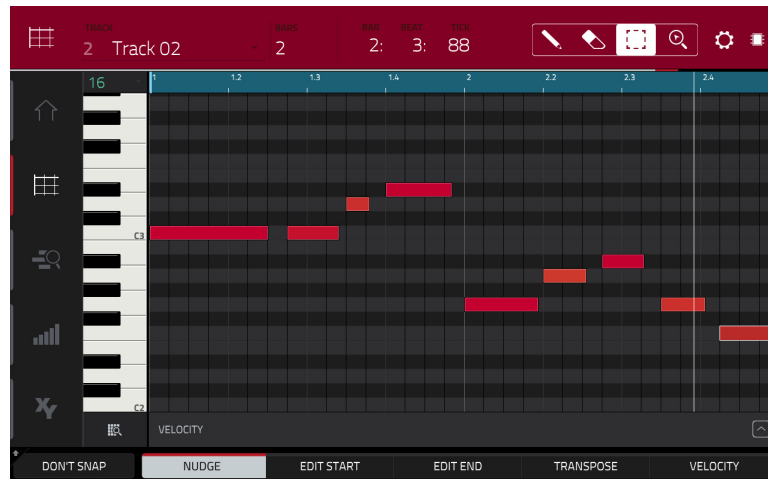 TRACK BARS BAR BEAT TICK
2 Track 02 2 2: 3: 88
16 1 1.2 1.3 1.4 2 2.2 2.3 2.4
C3
C2
XY
VELOCITY
DON'T SNAP NUDGE EDIT START EDIT END TRANSPOSE VELOCITY